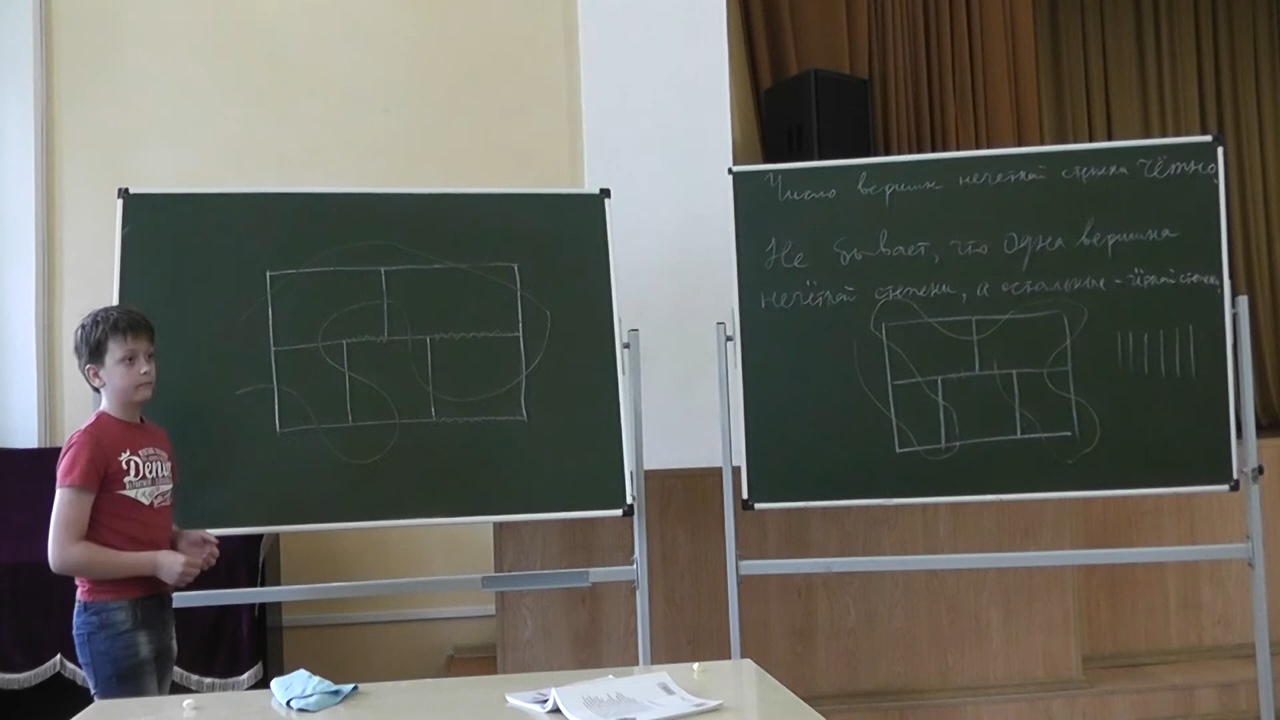 Число вершин нечётной степени чётно.
Не бывает, что одна вершина
нечётной степени, а остальные - чётной степени
Denim